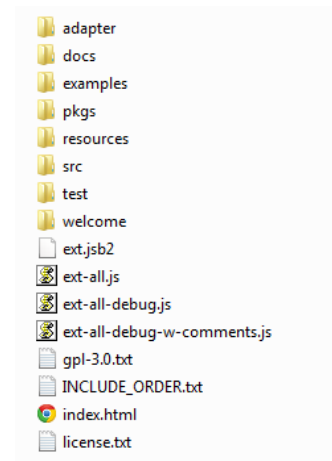 adapter
docs
examples
pkgs
resources
src
test
welcome
ext.jsb2
ext-all.js
ext-all-debug.js
ext-all-debug-w-comments.js
gpl-3.0.txt
INCLUDE_ORDER.txt
index.html
license.txt